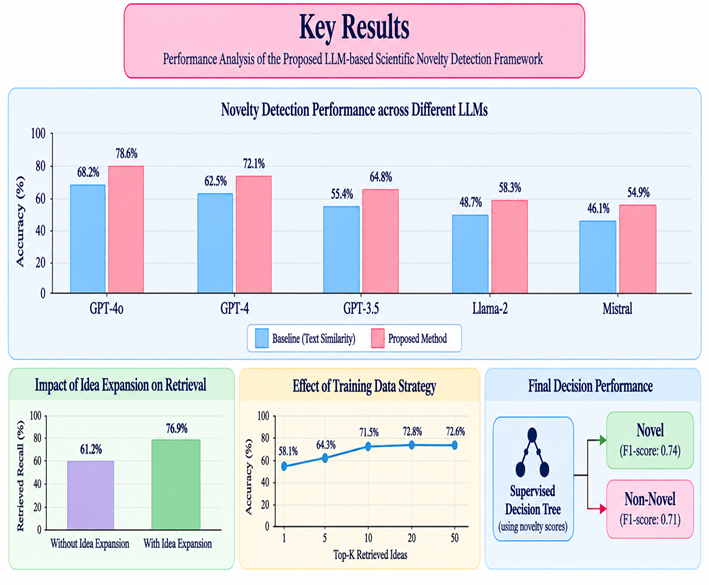 Key Results
Performance Analysis of the Proposed LLM-based Scientific Novelty Detection Framework
Novelty Detection Performance across Different LLMs
Accuracy (%)
100
80
60
40
20
0
68.2%
78.6%
62.5%
72.1%
55.4%
64.8%
48.7%
58.3%
46.1%
54.9%
GPT-4o
GPT-4
GPT-3.5
Llama-2
Mistral
Baseline (Text Similarity)
Proposed Method
Impact of Idea Expansion on Retrieval
Retrieved Recall (%)
100
80
60
40
20
0
61.2%
76.9%
Without Idea Expansion
With Idea Expansion
Effect of Training Data Strategy
Accuracy (%)
100
80
60
40
20
0
58.1%
64.3%
71.5%
72.8%
72.6%
1
5
10
20
50
Top-K Retrieved Ideas
Final Decision Performance
Supervised
Decision Tree
(using novelty scores)
Novel
(F1-score: 0.74)
Non-Novel
(F1-score: 0.71)